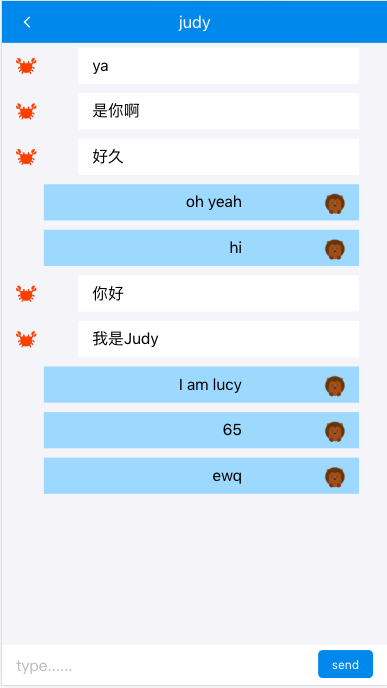 judy
ya
是你啊
好久
oh yeah
hi
你好
我是Judy
I am lucy
65
ewq
type......
send